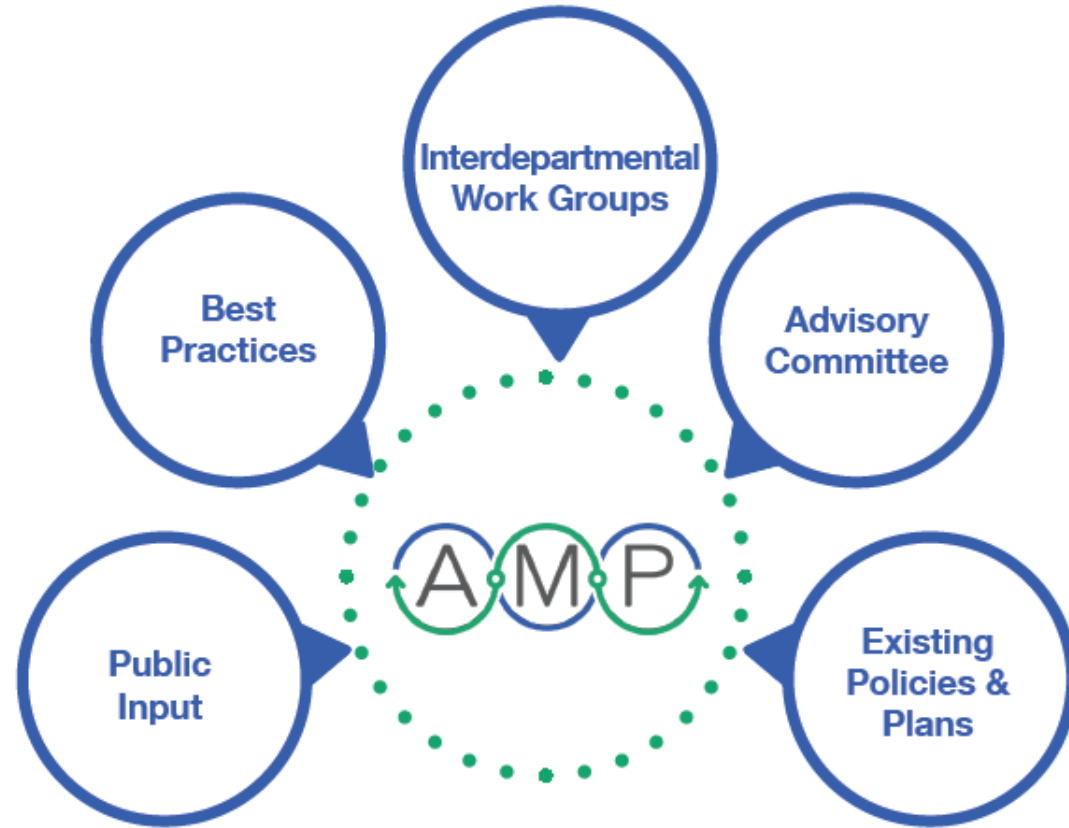 Interdepartmental
Work Groups
Best
Practices
Advisory
Committee
AMP
Public
Input
Existing
Policies &
Plans